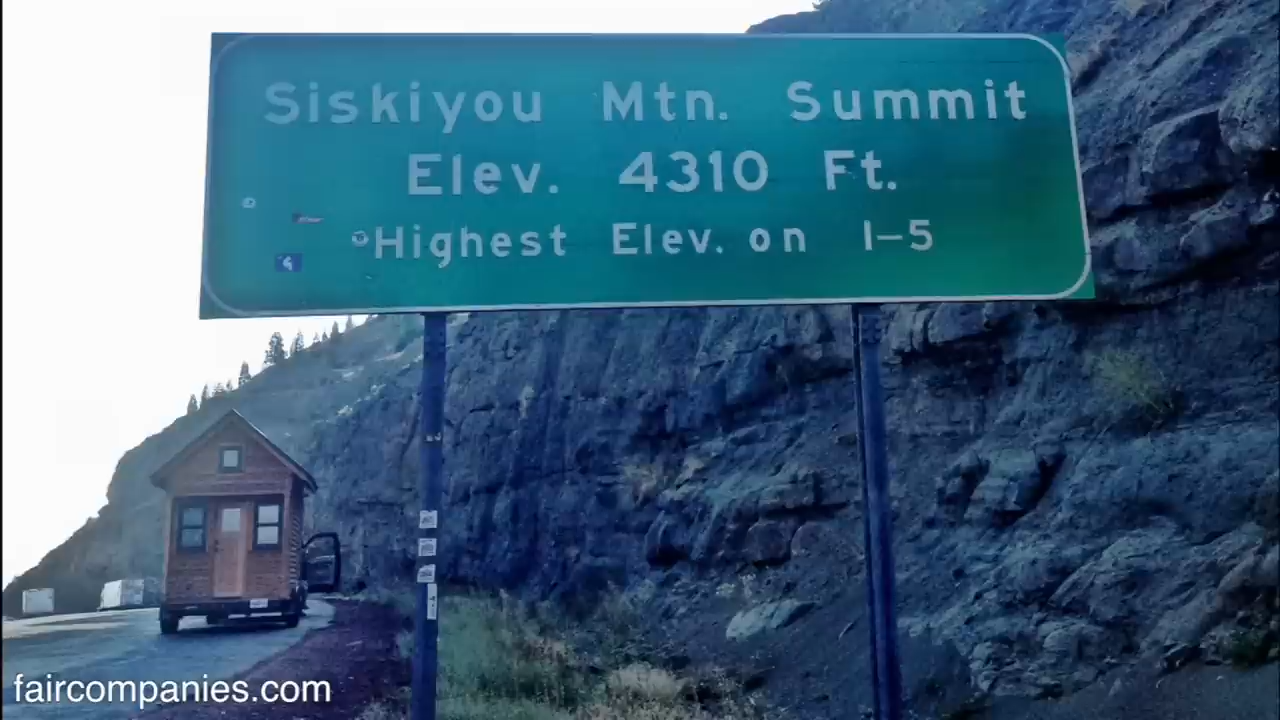 Siskiyou Mtn. Summit
Elev. 4310 Ft.
Highest Elev. on I-5
faircompanies.com